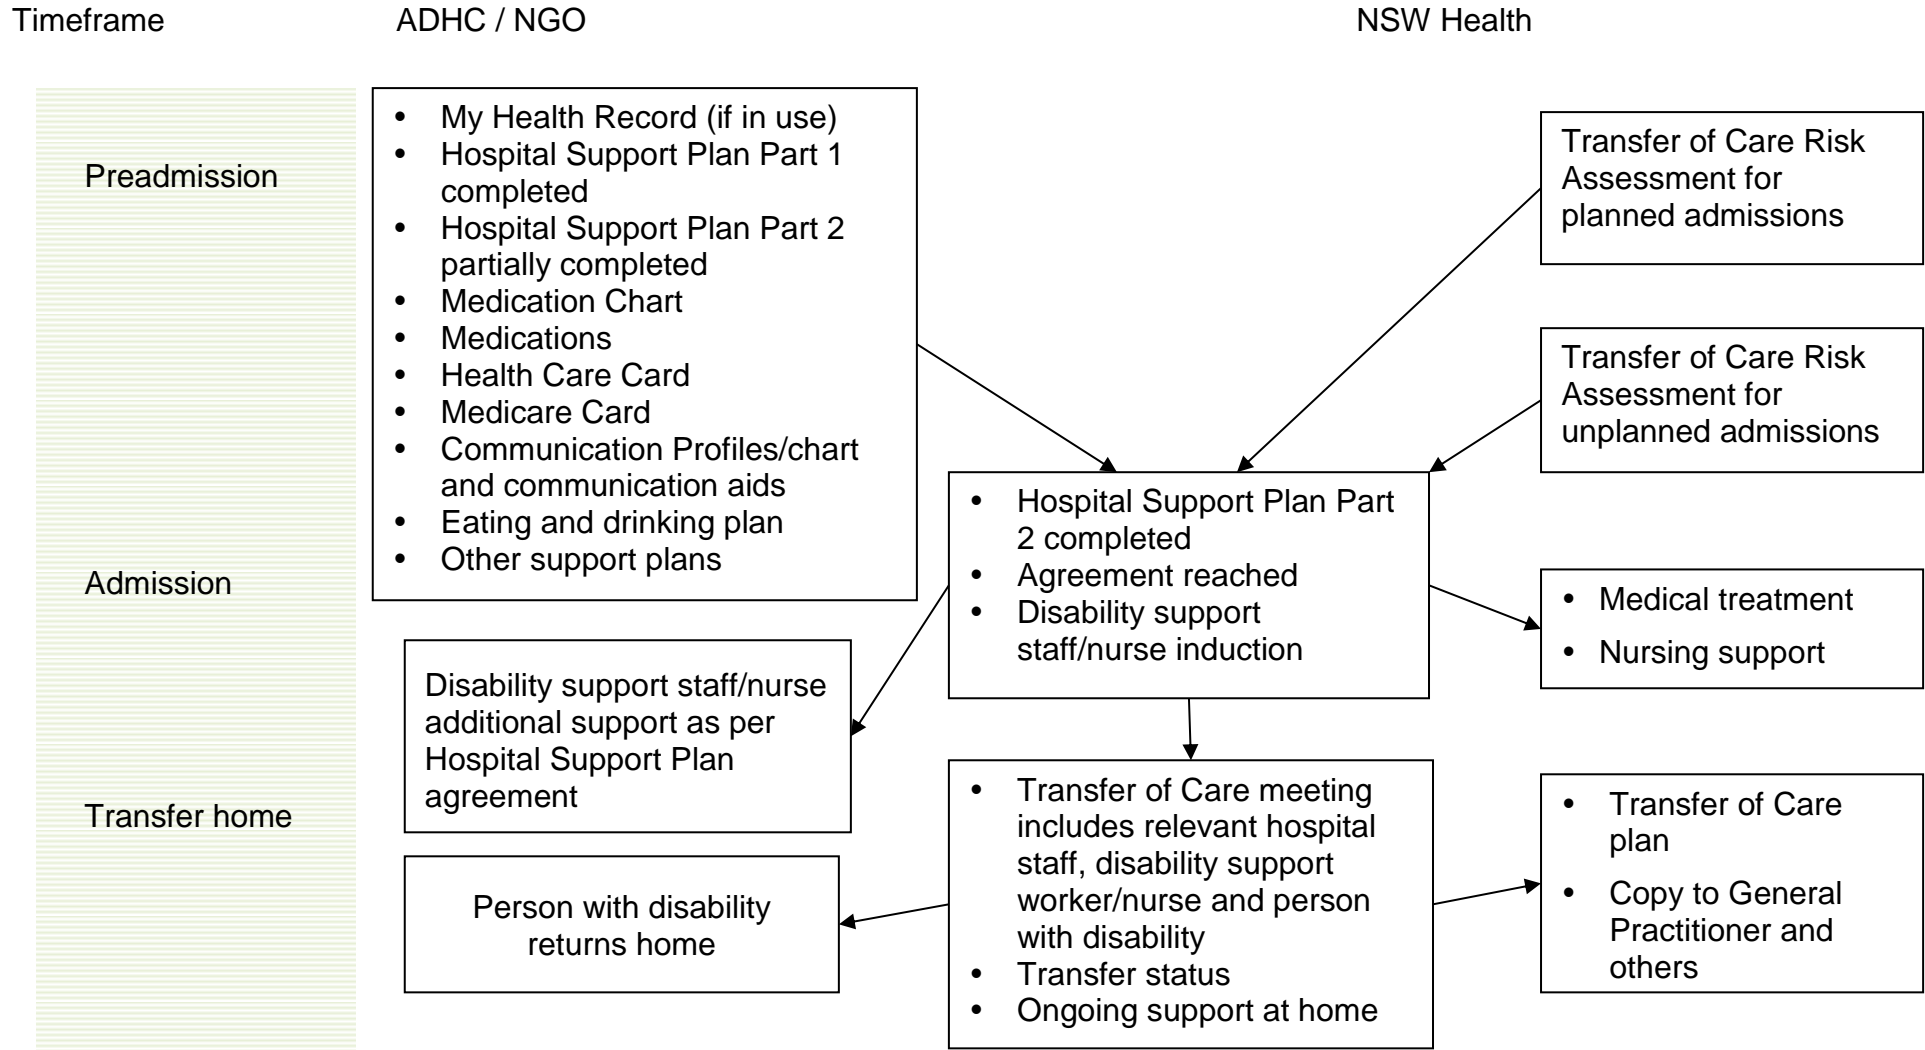 Timeframe
ADHC / NGO
NSW Health
Preadmission
Admission
Transfer home
• My Health Record (if in use)
• Hospital Support Plan Part 1
completed
• Hospital Support Plan Part 2
partially completed
• Medication Chart
• Medications
• Health Care Card
• Medicare Card
• Communication Profiles/chart
and communication aids
• Eating and drinking plan
• Other support plans
Transfer of Care Risk
Assessment for
planned admissions
Transfer of Care Risk
Assessment for
unplanned admissions
• Hospital Support Plan Part
2 completed
• Agreement reached
• Disability support
staff/nurse induction
• Medical treatment
• Nursing support
Disability support staff/nurse
additional support as per
Hospital Support Plan
agreement
• Transfer of Care meeting
includes relevant hospital
staff, disability support
worker/nurse and person
with disability
• Transfer status
• Ongoing support at home
Person with disability
returns home
• Transfer of Care
plan
• Copy to General
Practitioner and
others